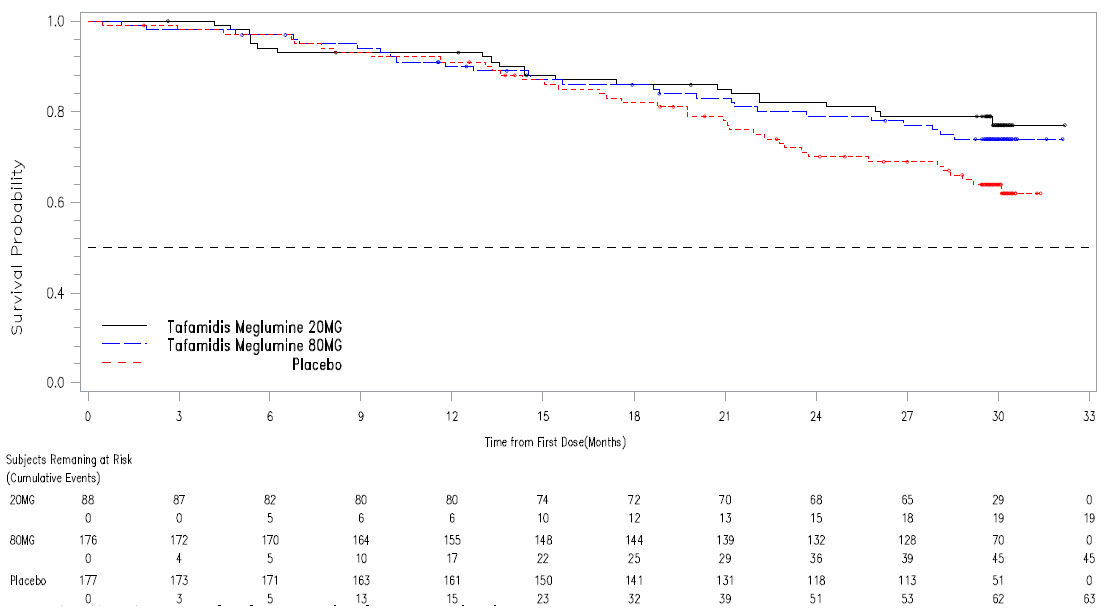 1.0
0.8
0.6
0.4
0.0
Survival Probability
Tafamidis Meglumine 20MG
Tafamidis Meglumine 80MG
Placebo
0 3 6 9 12 15 18 21 24 27 30 33
Time from First Dose(Months)
Subjects Remaning at Risk
(Cumulative Events)
20MG 88 87 82 80 80 74 72 70 68 65 29 0
0 0 5 6 6 10 12 13 15 18 19 19
80MG 176 172 170 164 155 148 144 139 132 128 70 0
0 4 5 10 17 22 25 29 36 39 45 45
Placebo 177 173 171 163 161 150 141 131 118 113 51 0
0 3 5 13 15 23 32 39 51 53 62 63